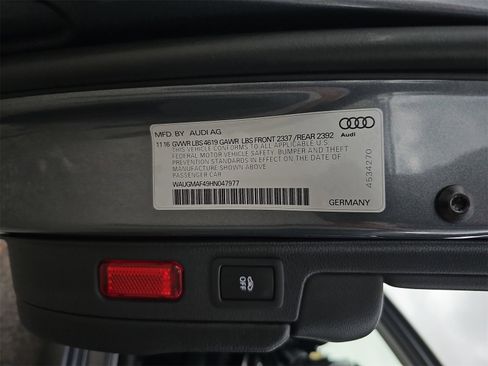 MFD BY AUDI AG
11 16 GVWR LBS 4619 GAWR LBS FRONT 2337 /REAR 2392
THIS VEHICLE CONFORMS TO ALL APPLICABLE U.S.
FEDERAL MOTOR VEHICLE SAFETY, BUMPER AND THEFT
PREVENTION STANDARDS IN EFFECT ON THE DATE OF
MANUFACTURE SHOWN ABOVE
PASSENGER CAR
WAUGMAF49HN047977
Audi
4534270
GERMANY
OFF